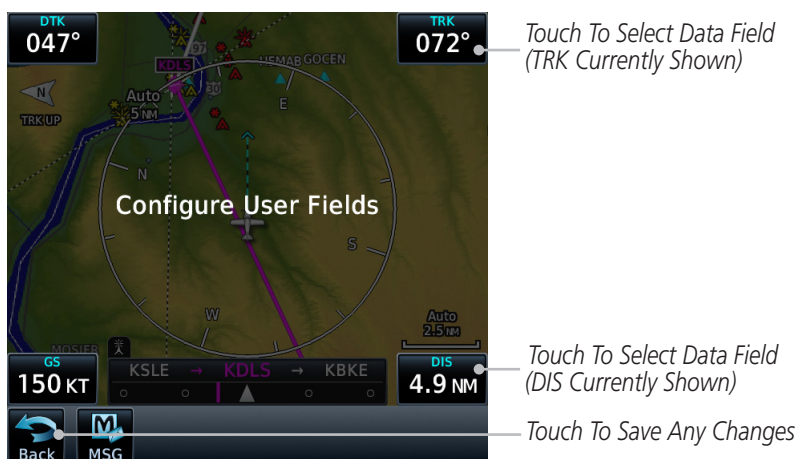 DTK
047°
TRK
072°
Touch To Select Data Field
(TRK Currently Shown)
97
HEMAB
GOCEN
KDLS
N
Auto
5 NM
30
E
TRK UP
N
Configure User Fields
S
W
Auto
2.5 NM
MOSIER
GS
150 KT
KSLE → KDLS → KBKE
DIS
4.9 NM
Touch To Select Data Field
(DIS Currently Shown)
Back
MSG
Touch To Save Any Changes